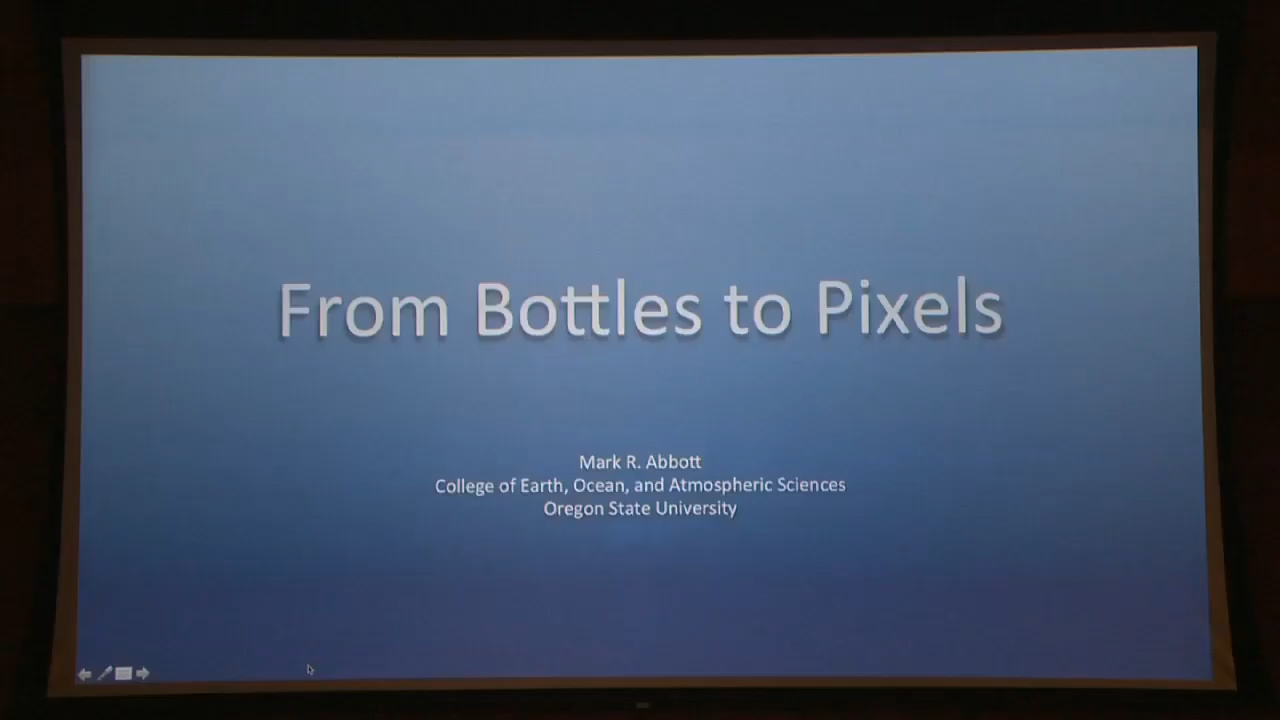 From Bottles to Pixels
Mark R. Abbott
College of Earth, Ocean, and Atmospheric Sciences
Oregon State University